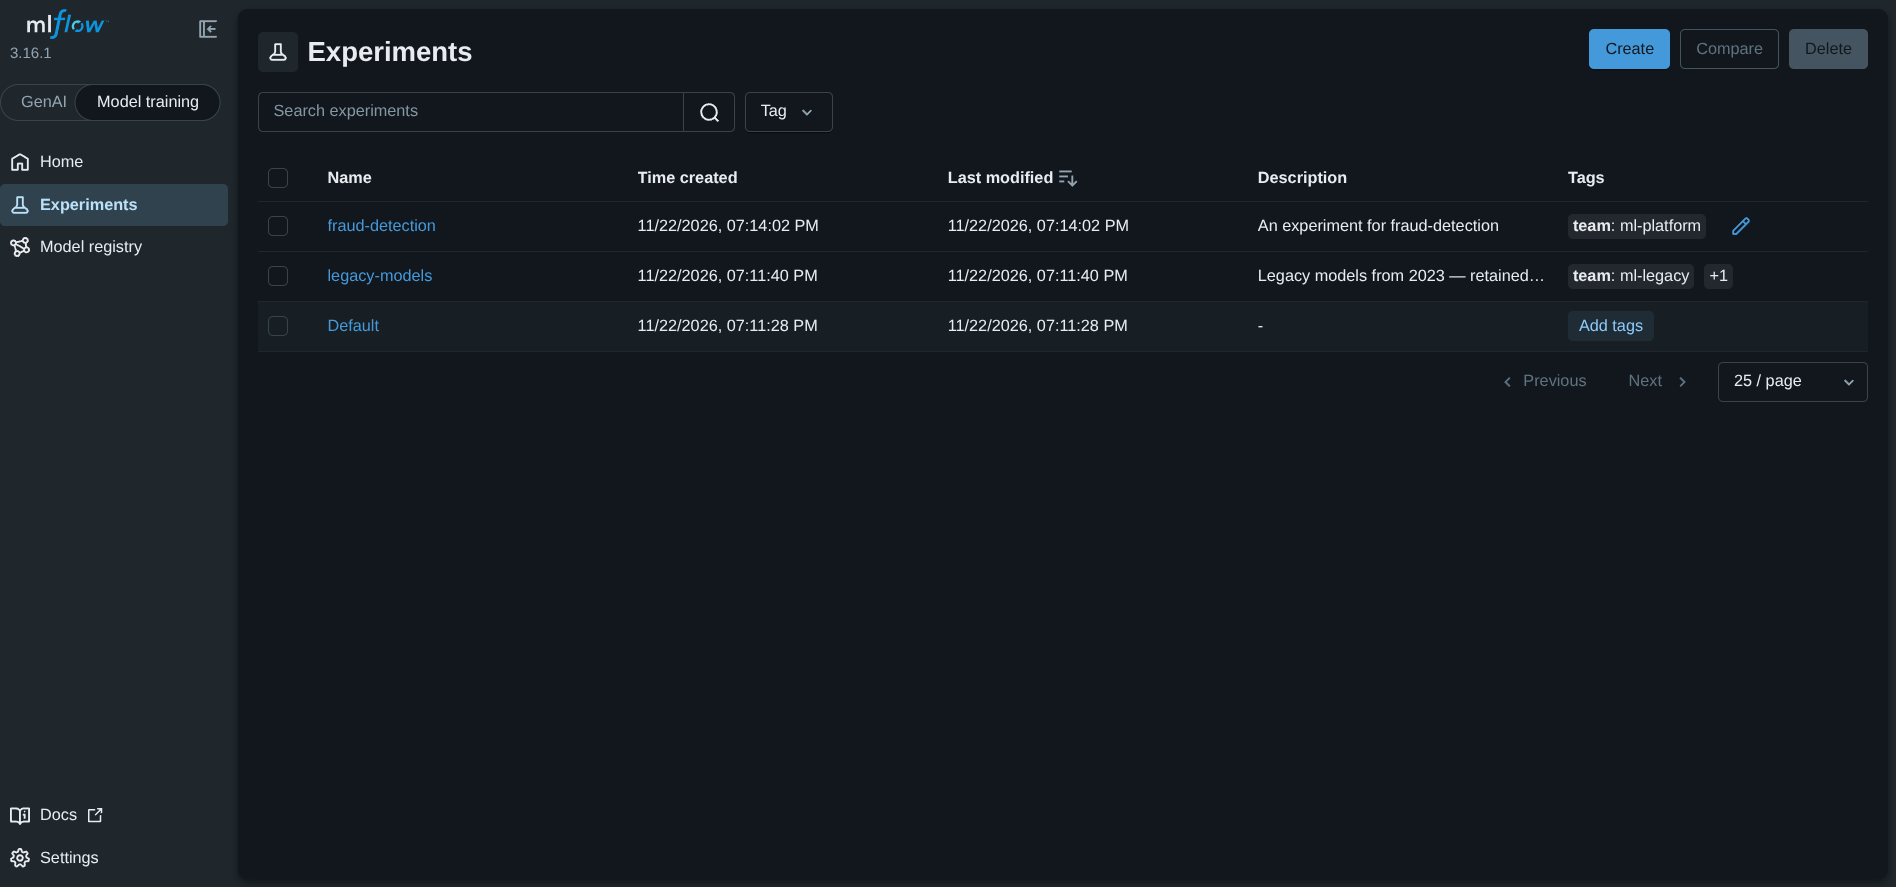 mlflow
3.16.1
GenAI
Model training
Home
Experiments
Model registry
Docs
Settings
Experiments
Create
Compare
Delete
Search experiments
Tag
Name Time created Last modified Description Tags
fraud-detection 11/22/2026, 07:14:02 PM 11/22/2026, 07:14:02 PM An experiment for fraud-detection team: ml-platform
legacy-models 11/22/2026, 07:11:40 PM 11/22/2026, 07:11:40 PM Legacy models from 2023 — retained… team: ml-legacy +1
Default 11/22/2026, 07:11:28 PM 11/22/2026, 07:11:28 PM - Add tags
Previous Next 25 / page